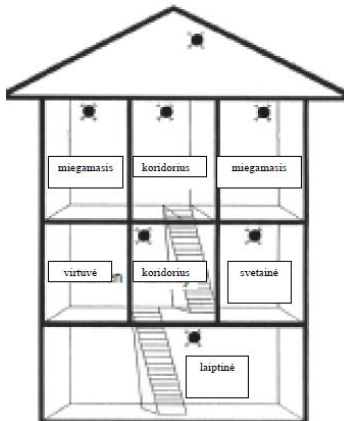 miegamasis
koridorius
miegamasis
virtuvė
koridorius
svetainė
laiptinė